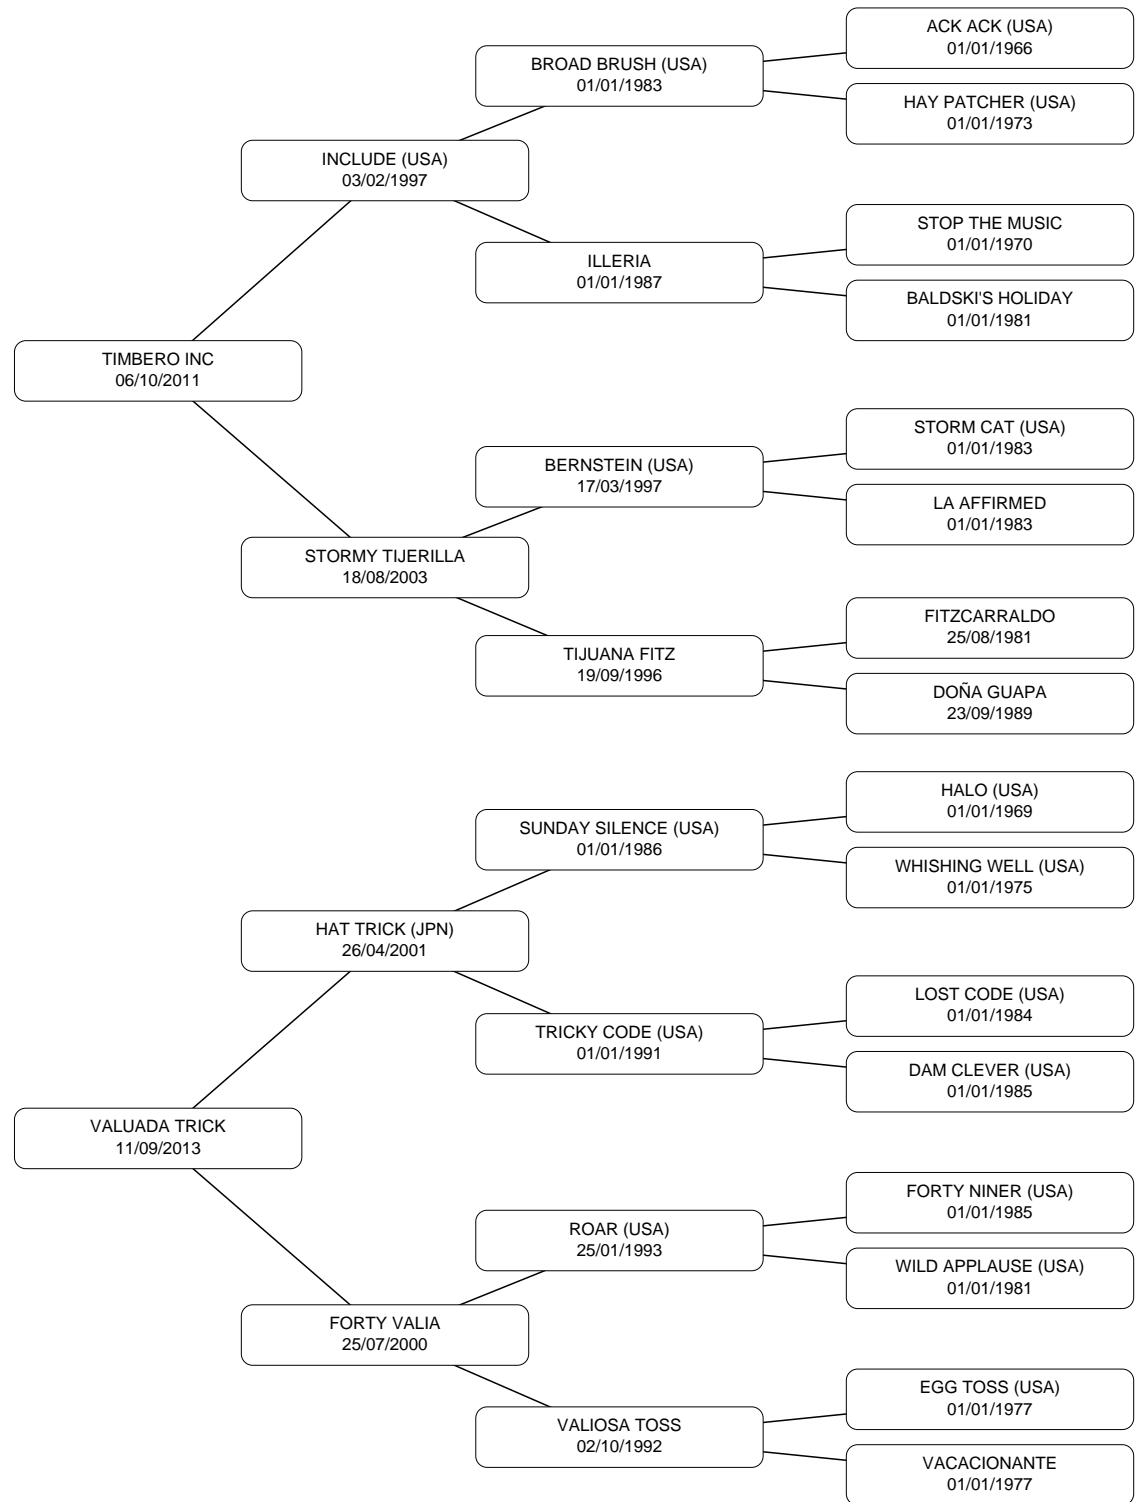 ACK ACK (USA)
01/01/1966
BROAD BRUSH (USA)
01/01/1983
HAY PATCHER (USA)
01/01/1973
INCLUDE (USA)
03/02/1997
STOP THE MUSIC
01/01/1970
ILLERIA
01/01/1987
BALDSKI'S HOLIDAY
01/01/1981
TIMBERO INC
06/10/2011
STORM CAT (USA)
01/01/1983
BERNSTEIN (USA)
17/03/1997
LA AFFIRMED
01/01/1983
STORMY TIJERILLA
18/08/2003
FITZCARRALDO
25/08/1981
TIJUANA FITZ
19/09/1996
DOÑA GUAPA
23/09/1989
HALO (USA)
01/01/1969
SUNDAY SILENCE (USA)
01/01/1986
WHISHING WELL (USA)
01/01/1975
HAT TRICK (JPN)
26/04/2001
LOST CODE (USA)
01/01/1984
TRICKY CODE (USA)
01/01/1991
DAM CLEVER (USA)
01/01/1985
VALUADA TRICK
11/09/2013
FORTY NINER (USA)
01/01/1985
ROAR (USA)
25/01/1993
WILD APPLAUSE (USA)
01/01/1981
FORTY VALIA
25/07/2000
EGG TOSS (USA)
01/01/1977
VALIOSA TOSS
02/10/1992
VACACIONANTE
01/01/1977